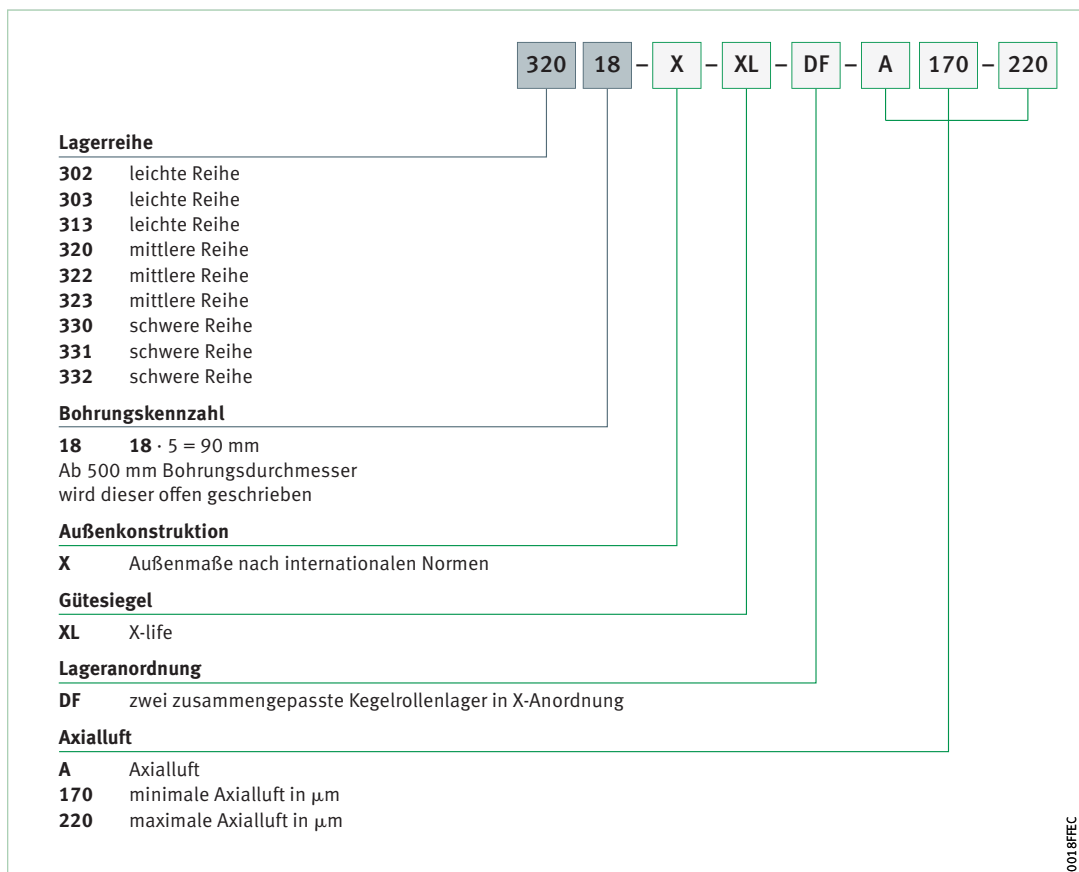 320 18 – X – XL – DF – A 170 – 220
Lagerreihe
302 leichte Reihe
303 leichte Reihe
313 leichte Reihe
320 mittlere Reihe
322 mittlere Reihe
323 mittlere Reihe
330 schwere Reihe
331 schwere Reihe
332 schwere Reihe
Bohrungskennzahl
18 18 · 5 = 90 mm
Ab 500 mm Bohrungsdurchmesser
wird dieser offen geschrieben
Außenkonstruktion
X Außenmaße nach internationalen Normen
Gütesiegel
XL X-life
Lageranordnung
DF zwei zusammengepasste Kegelrollenlager in X-Anordnung
Axialluft
A Axialluft
170 minimale Axialluft in μm
220 maximale Axialluft in μm
0018FFEC